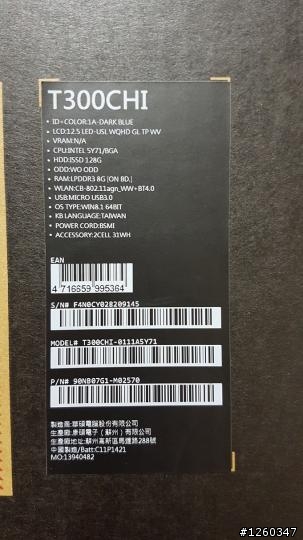 T300CHI
• ID-COLOR:1A-DARK BLUE
• LCD:12.5 LED-USL WQHD GL TP WV
• VRAM:N/A
• CPU:INTEL 5Y71/BGA
• HDD:ISSD 128G
• ODD:WO ODD
• RAM:LPDDR3 8G [ON BD.]
• WLAN:CB-802.11agn_WW+BT4.0
• USB:MICRO USB3.0
• OS TYPE:WIN8.1 64BIT
• KB LANGUAGE:TAIWAN
• POWER CORD:BSMI
• ACCESSORY:2CELL 31WH
EAN
4 716659 995364
S/N# F4N0CY028209145
MODEL# T300CHI-0111A5Y71
P/N# 90NB07G1-M02570
製造商:華碩電腦股份有限公司
生產廠:康碩電子(蘇州)有限公司
生產廠址:蘇州高新區馬運路288號
中國製造/Batt:C11P1421
MO:13940482
#1260347